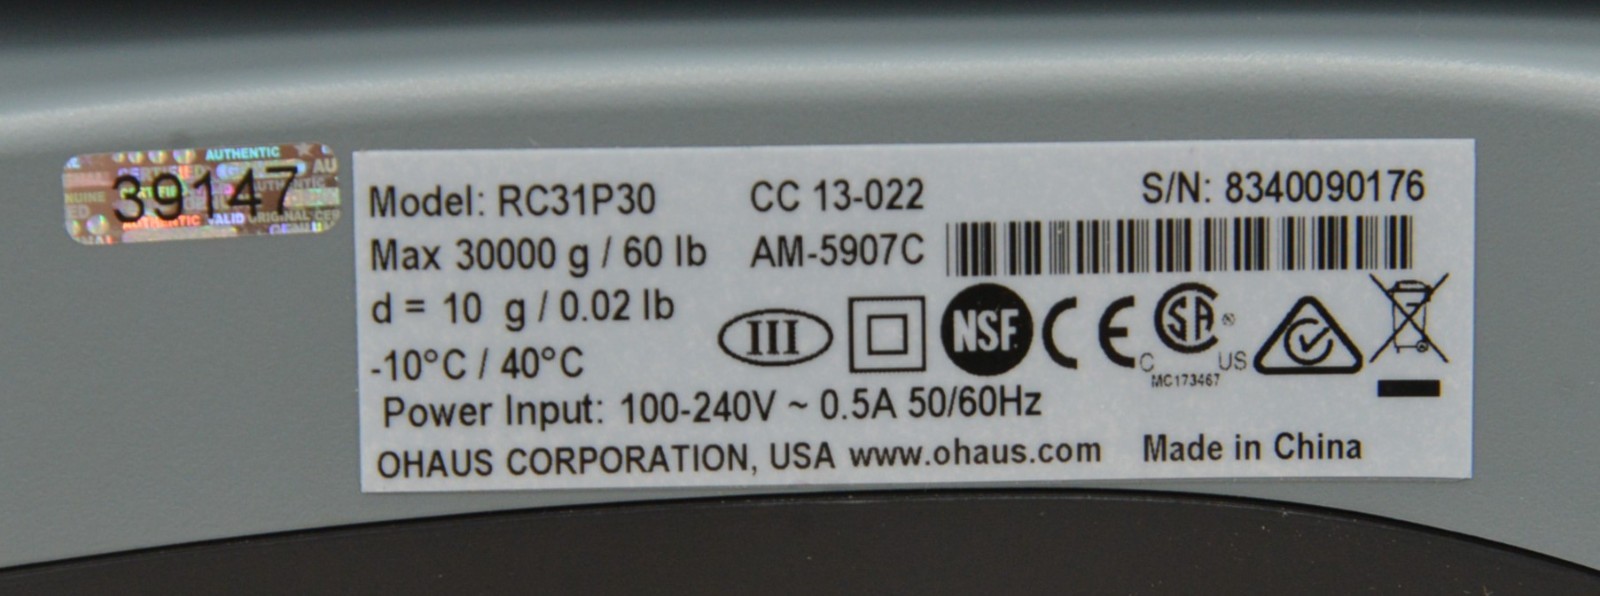 AUTHENTIC
39147
Model: RC31P30 CC 13-022 S/N: 8340090176
Max 30000 g / 60 lb AM-5907C
d = 10 g / 0.02 lb
III NSF CE SA ® C US
MC173467
-10°C / 40°C
Power Input: 100-240V ~ 0.5A 50/60Hz
OHAUS CORPORATION, USA www.ohaus.com Made in China